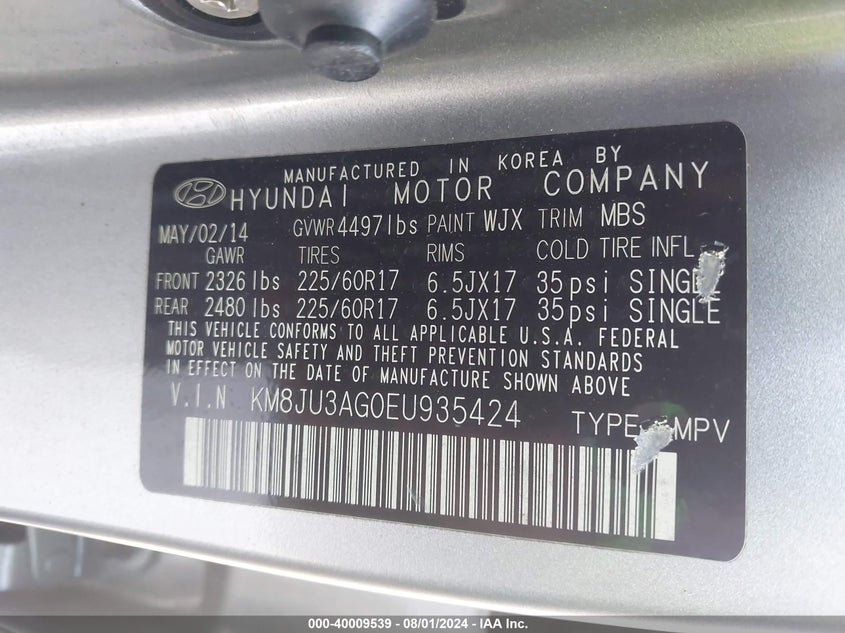 MANUFACTURED IN KOREA BY
HYUNDAI MOTOR COMPANY
MAY/02/14 GVWR 4497lbs PAINT WJX TRIM MBS
GAWR TIRES RIMS COLD TIRE INFL
FRONT 2326 lbs 225/60R17 6.5JX17 35psi SINGLE
REAR 2480 lbs 225/60R17 6.5JX17 35psi SINGLE
THIS VEHICLE CONFORMS TO ALL APPLICABLE U.S.A. FEDERAL
MOTOR VEHICLE SAFETY AND THEFT PREVENTION STANDARDS
IN EFFECT ON THE DATE OF MANUFACTURE SHOWN ABOVE
V.I.N KM8JU3AG0EU935424 TYPE MPV
000-40009539 - 08/01/2024 - IAA Inc.